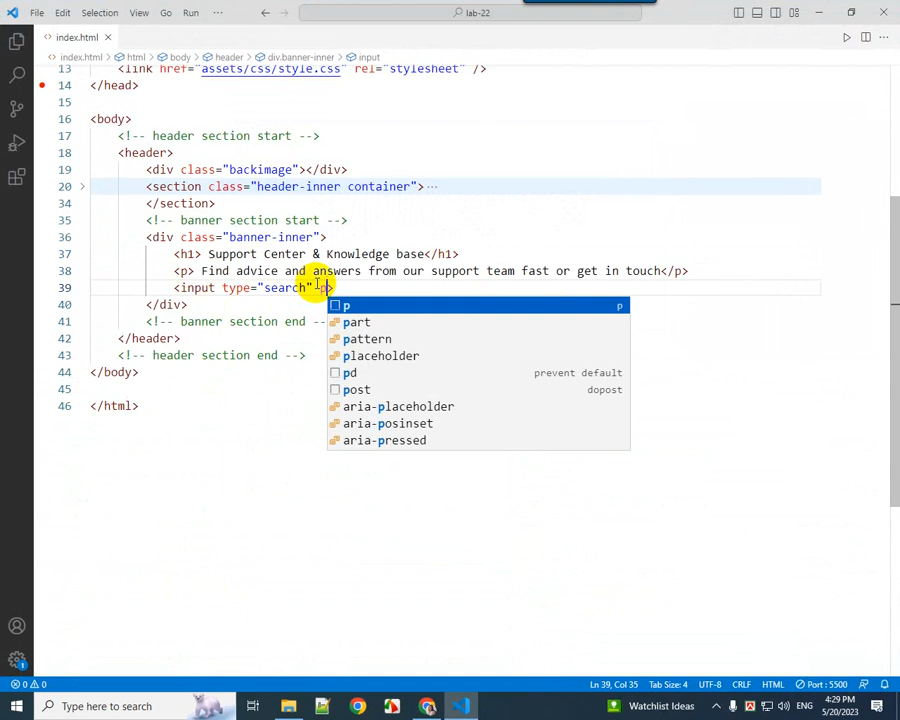 File Edit Selection View Go Run ··· lab-22
index.html
index.html html body header div.banner-inner input
13 <link href="assets/css/style.css" rel="stylesheet" />
14 </head>
15
16 <body>
17 <!-- header section start -->
18 <header>
19 <div class="backimage"></div>
20 <section class="header-inner container">···
34 </section>
35 <!-- banner section start -->
36 <div class="banner-inner">
37 <h1> Support Center & Knowledge base</h1>
38 <p> Find advice and answers from our support team fast or get in touch</p>
39 <input type="search" p>
40 </div>
41 <!-- banner section end --
42 </header>
43 <!-- header section end -->
44 </body>
45
46 </html>
p p
part
pattern
placeholder
pd prevent default
post dopost
aria-placeholder
aria-posinset
aria-pressed
1
0 0 Ln 39, Col 35 Tab Size: 4 UTF-8 CRLF HTML Port : 5500
Type here to search Watchlist Ideas ENG 4:29 PM
5/20/2023